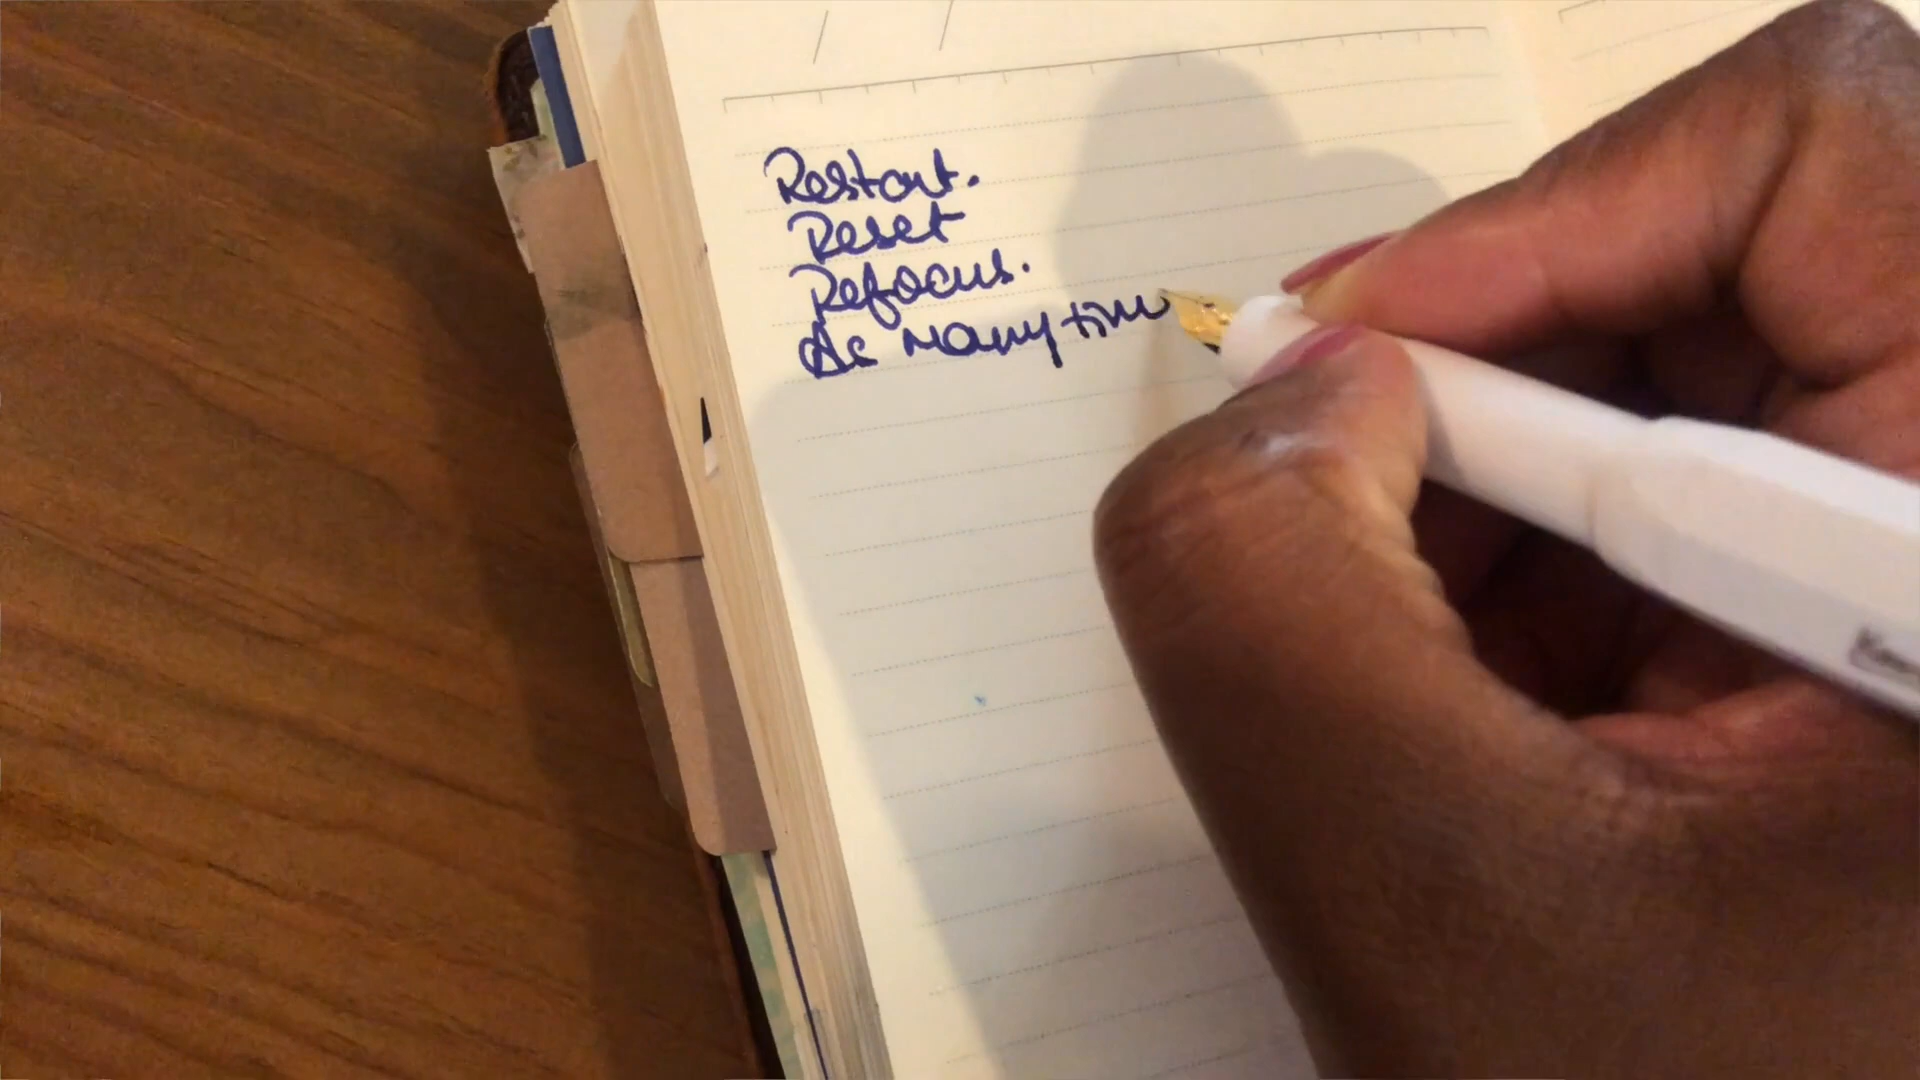 Restart.
Reset
Refocus.
As many tim